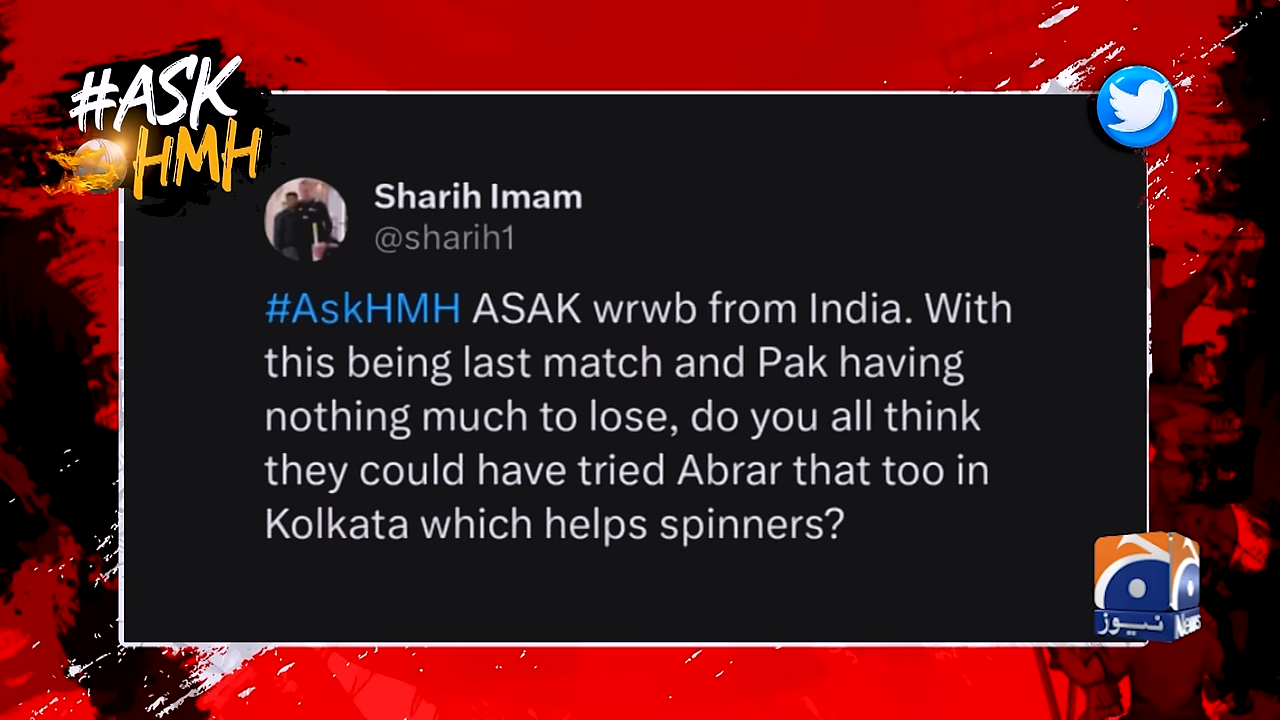 #ASK
HMH
Sharih Imam
@sharih1
#AskHMH ASAK wrwb from India. With
this being last match and Pak having
nothing much to lose, do you all think
they could have tried Abrar that too in
Kolkata which helps spinners?
نیوز News